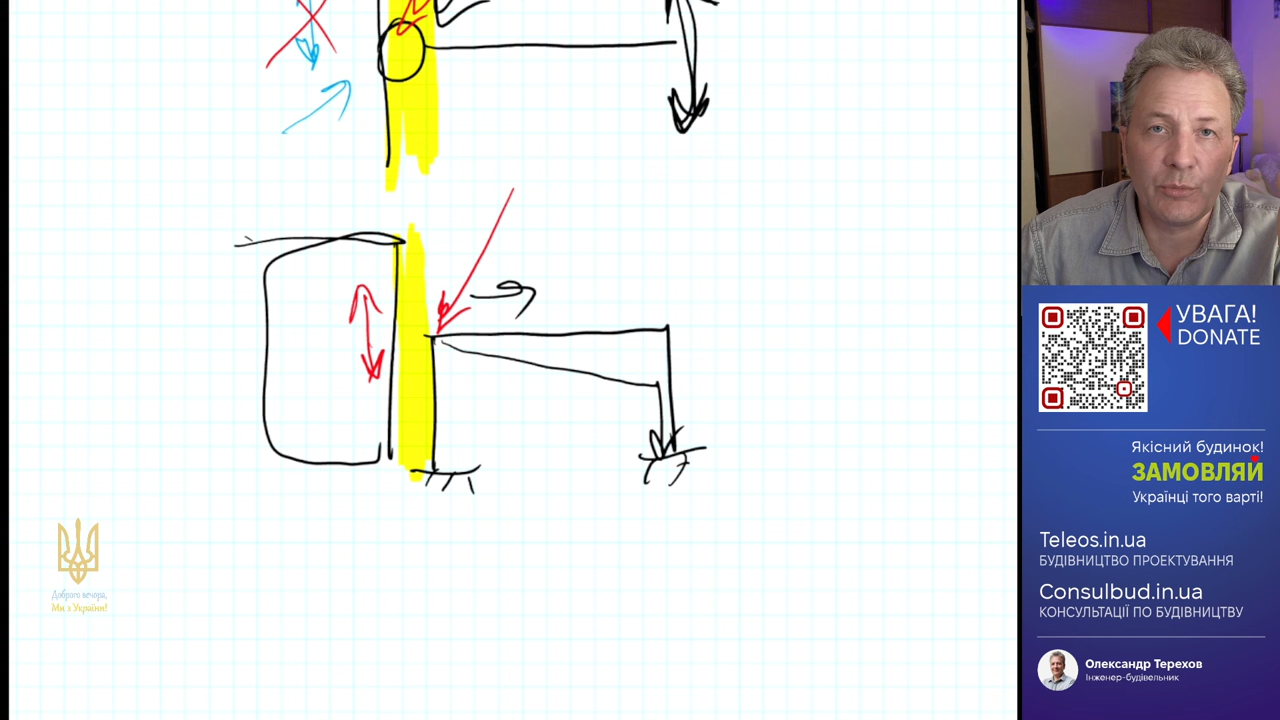 УВАГА!
DONATE
Якісний будинок!
ЗАМОВЛЯЙ
Українці того варті!
Teleos.in.ua
БУДІВНИЦТВО ПРОЕКТУВАННЯ
Consulbud.in.ua
КОНСУЛЬТАЦІЇ ПО БУДІВНИЦТВУ
Олександр Терехов
Інженер-будівельник
Доброго вечора,
Ми з України!